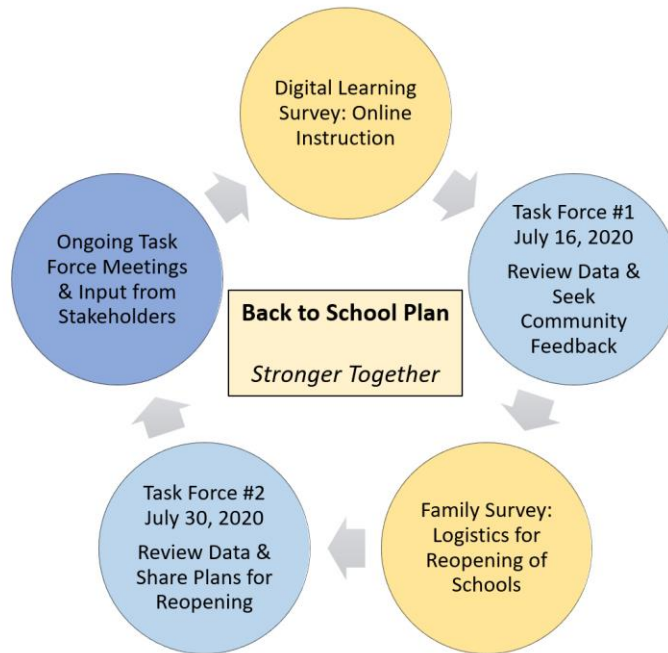 Digital Learning
Survey: Online
Instruction
Task Force #1
July 16, 2020
Review Data &
Seek
Community
Feedback
Family Survey:
Logistics for
Reopening of
Schools
Task Force #2
July 30, 2020
Review Data &
Share Plans for
Reopening
Ongoing Task
Force Meetings
& Input from
Stakeholders
Back to School Plan
Stronger Together